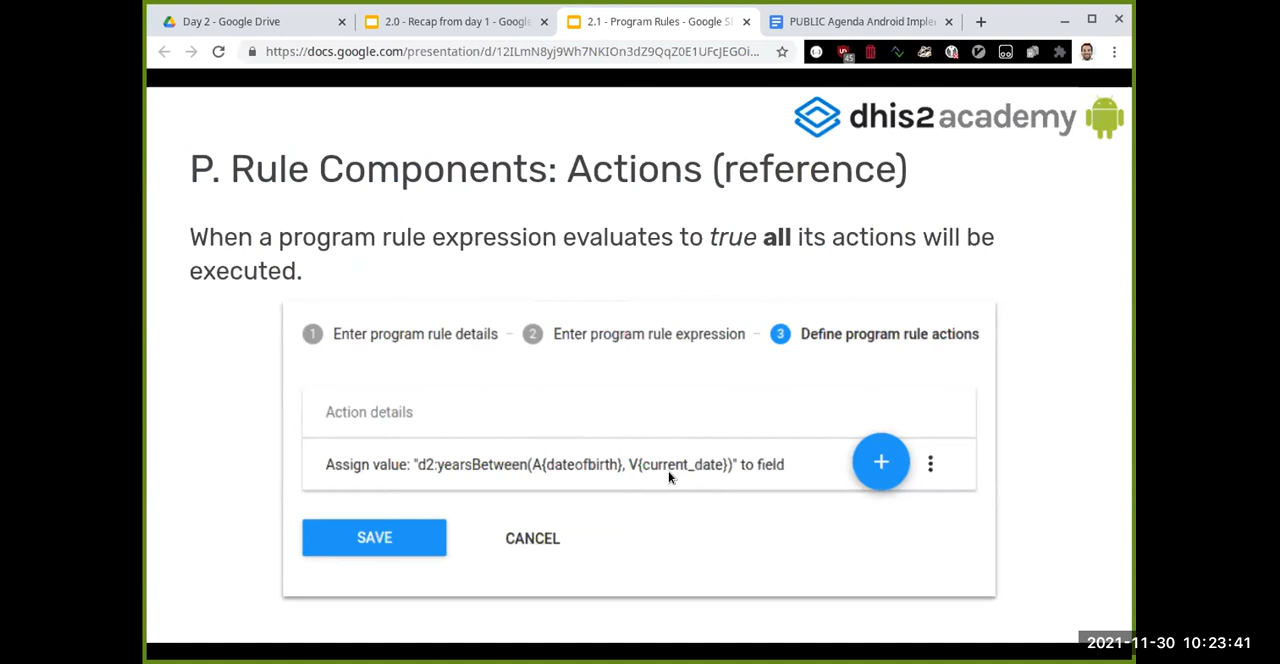 Day 2 - Google Drive
2.0 - Recap from day 1 - Google
2.1 - Program Rules - Google Sl
PUBLIC Agenda Android Imple
https://docs.google.com/presentation/d/12ILmN8yj9Wh7NKIOn3dZ9QqZ0E1UFcJEGOi...
45
dhis2 academy
P. Rule Components: Actions (reference)
When a program rule expression evaluates to true all its actions will be
executed.
1 Enter program rule details
2 Enter program rule expression
3 Define program rule actions
Action details
Assign value: "d2:yearsBetween(A{dateofbirth}, V{current_date})" to field
SAVE
CANCEL
2021-11-30 10:23:41